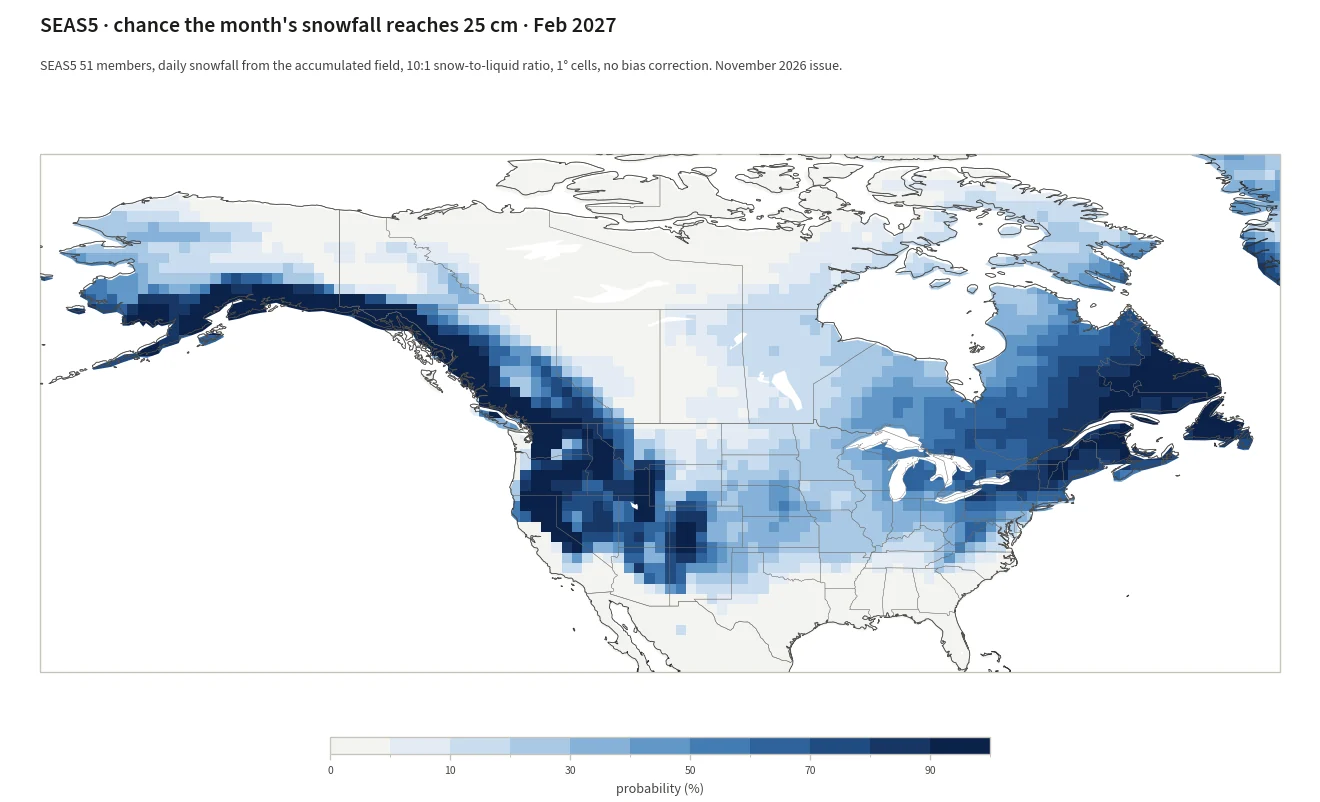 SEAS5 · chance the month's snowfall reaches 25 cm · Feb 2027
SEAS5 51 members, daily snowfall from the accumulated field, 10:1 snow-to-liquid ratio, 1° cells, no bias correction. November 2026 issue.
0 10 30 50 70 90
probability (%)